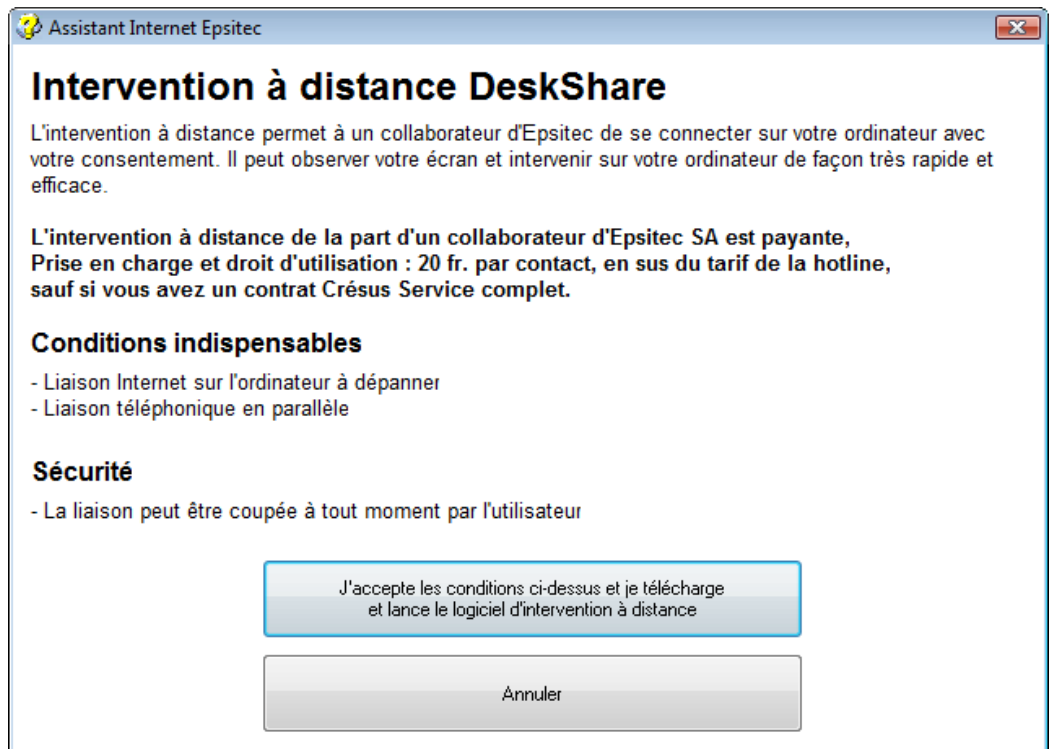 Assistant Internet Epsitec
Intervention à distance DeskShare
L'intervention à distance permet à un collaborateur d'Epsitec de se connecter sur votre ordinateur avec
votre consentement. Il peut observer votre écran et intervenir sur votre ordinateur de façon très rapide et
efficace.
L'intervention à distance de la part d'un collaborateur d'Epsitec SA est payante,
Prise en charge et droit d'utilisation : 20 fr. par contact, en sus du tarif de la hotline,
sauf si vous avez un contrat Crésus Service complet.
Conditions indispensables
- Liaison Internet sur l'ordinateur à dépanner
- Liaison téléphonique en parallèle
Sécurité
- La liaison peut être coupée à tout moment par l'utilisateur
J'accepte les conditions ci-dessus et je télécharge
et lance le logiciel d'intervention à distance
Annuler